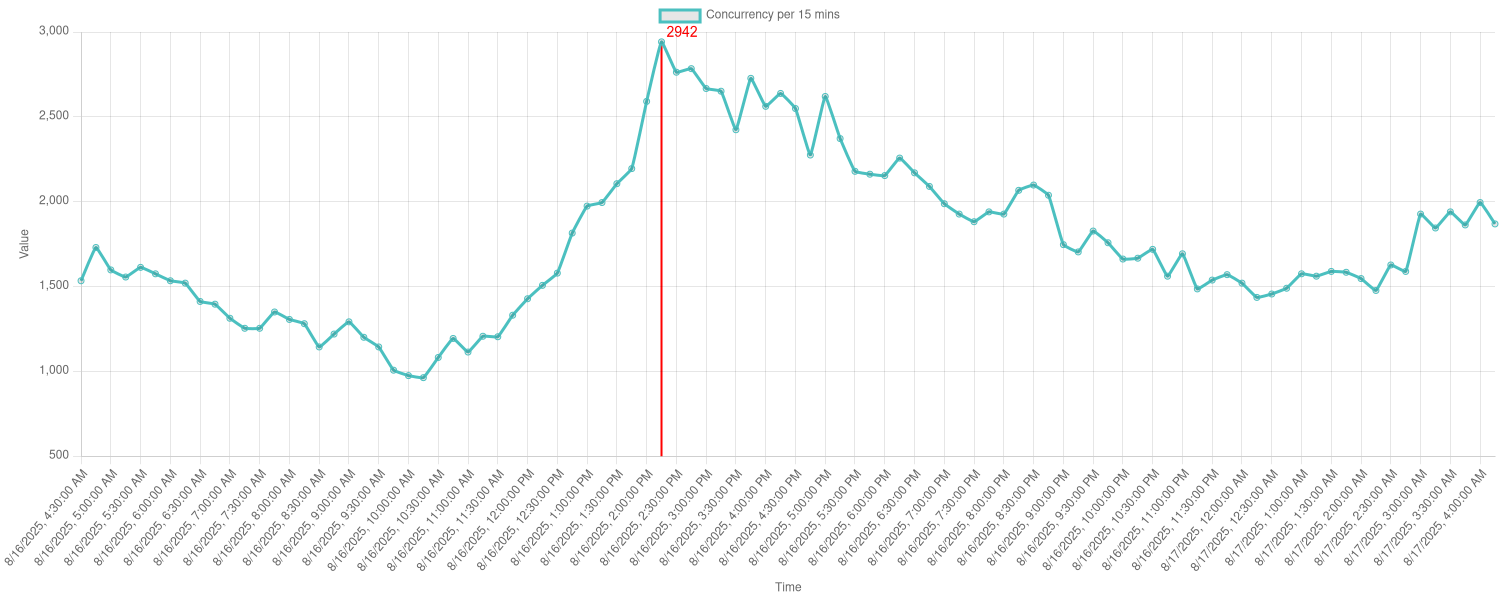 Concurrency per 15 mins
2942
3,000
2,500
2,000
1,500
1,000
500
Value
8/16/2025, 4:30:00 AM
8/16/2025, 5:00:00 AM
8/16/2025, 5:30:00 AM
8/16/2025, 6:00:00 AM
8/16/2025, 6:30:00 AM
8/16/2025, 7:00:00 AM
8/16/2025, 7:30:00 AM
8/16/2025, 8:00:00 AM
8/16/2025, 8:30:00 AM
8/16/2025, 9:00:00 AM
8/16/2025, 9:30:00 AM
8/16/2025, 10:00:00 AM
8/16/2025, 10:30:00 AM
8/16/2025, 11:00:00 AM
8/16/2025, 11:30:00 AM
8/16/2025, 12:00:00 PM
8/16/2025, 12:30:00 PM
8/16/2025, 1:00:00 PM
8/16/2025, 1:30:00 PM
8/16/2025, 2:00:00 PM
8/16/2025, 2:30:00 PM
8/16/2025, 3:00:00 PM
8/16/2025, 3:30:00 PM
8/16/2025, 4:00:00 PM
8/16/2025, 4:30:00 PM
8/16/2025, 5:00:00 PM
8/16/2025, 5:30:00 PM
8/16/2025, 6:00:00 PM
8/16/2025, 6:30:00 PM
8/16/2025, 7:00:00 PM
8/16/2025, 7:30:00 PM
8/16/2025, 8:00:00 PM
8/16/2025, 8:30:00 PM
8/16/2025, 9:00:00 PM
8/16/2025, 9:30:00 PM
8/16/2025, 10:00:00 PM
8/16/2025, 10:30:00 PM
8/16/2025, 11:00:00 PM
8/16/2025, 11:30:00 PM
8/17/2025, 12:00:00 AM
8/17/2025, 12:30:00 AM
8/17/2025, 1:00:00 AM
8/17/2025, 1:30:00 AM
8/17/2025, 2:00:00 AM
8/17/2025, 2:30:00 AM
8/17/2025, 3:00:00 AM
8/17/2025, 3:30:00 AM
8/17/2025, 4:00:00 AM
Time